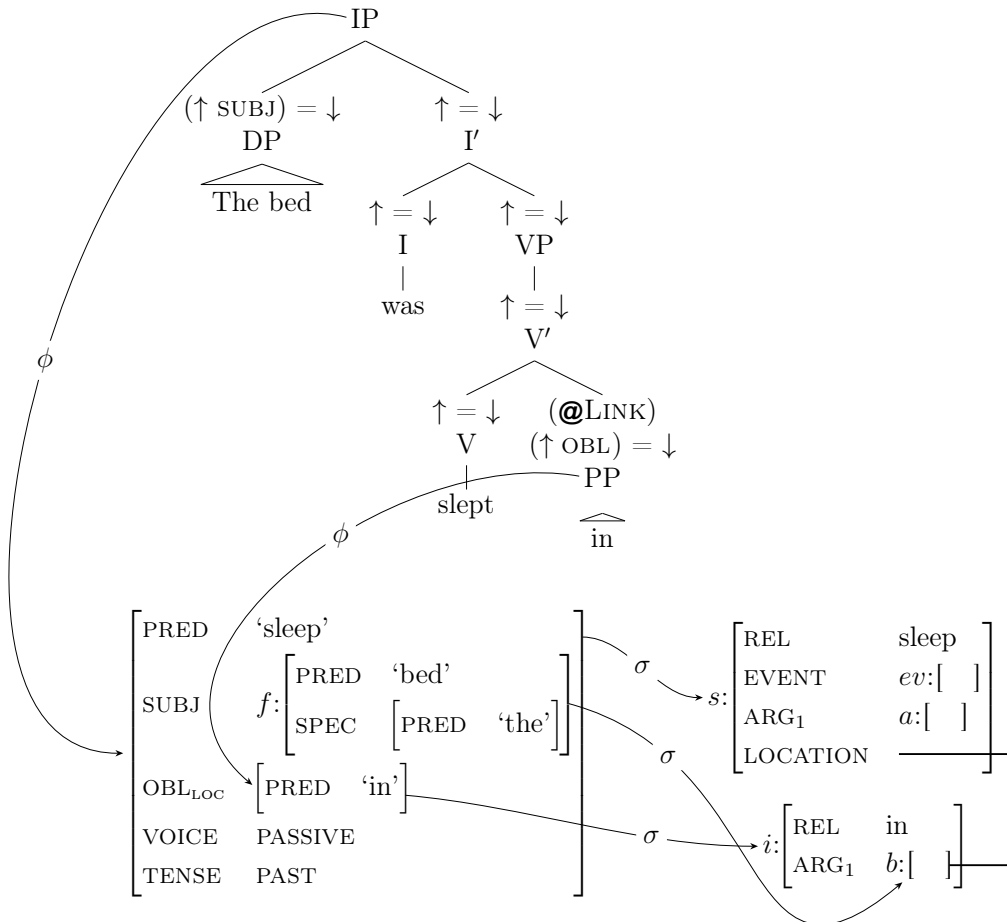 IP
(↑ SUBJ) = ↓ ↑ = ↓
DP I′
The bed
↑ = ↓ ↑ = ↓
I VP
was ↑ = ↓
V′
ϕ
↑ = ↓ (@LINK)
V (↑ OBL) = ↓
PP
slept
in
ϕ
PRED ‘sleep’
SUBJ f:[PRED ‘bed’
SPEC [PRED ‘the’]]
OBL_LOC [PRED ‘in’]
VOICE PASSIVE
TENSE PAST
σ
σ
σ
s:[REL sleep
EVENT ev:[ ]
ARG₁ a:[ ]
LOCATION
i:[REL in
ARG₁ b:[ ]